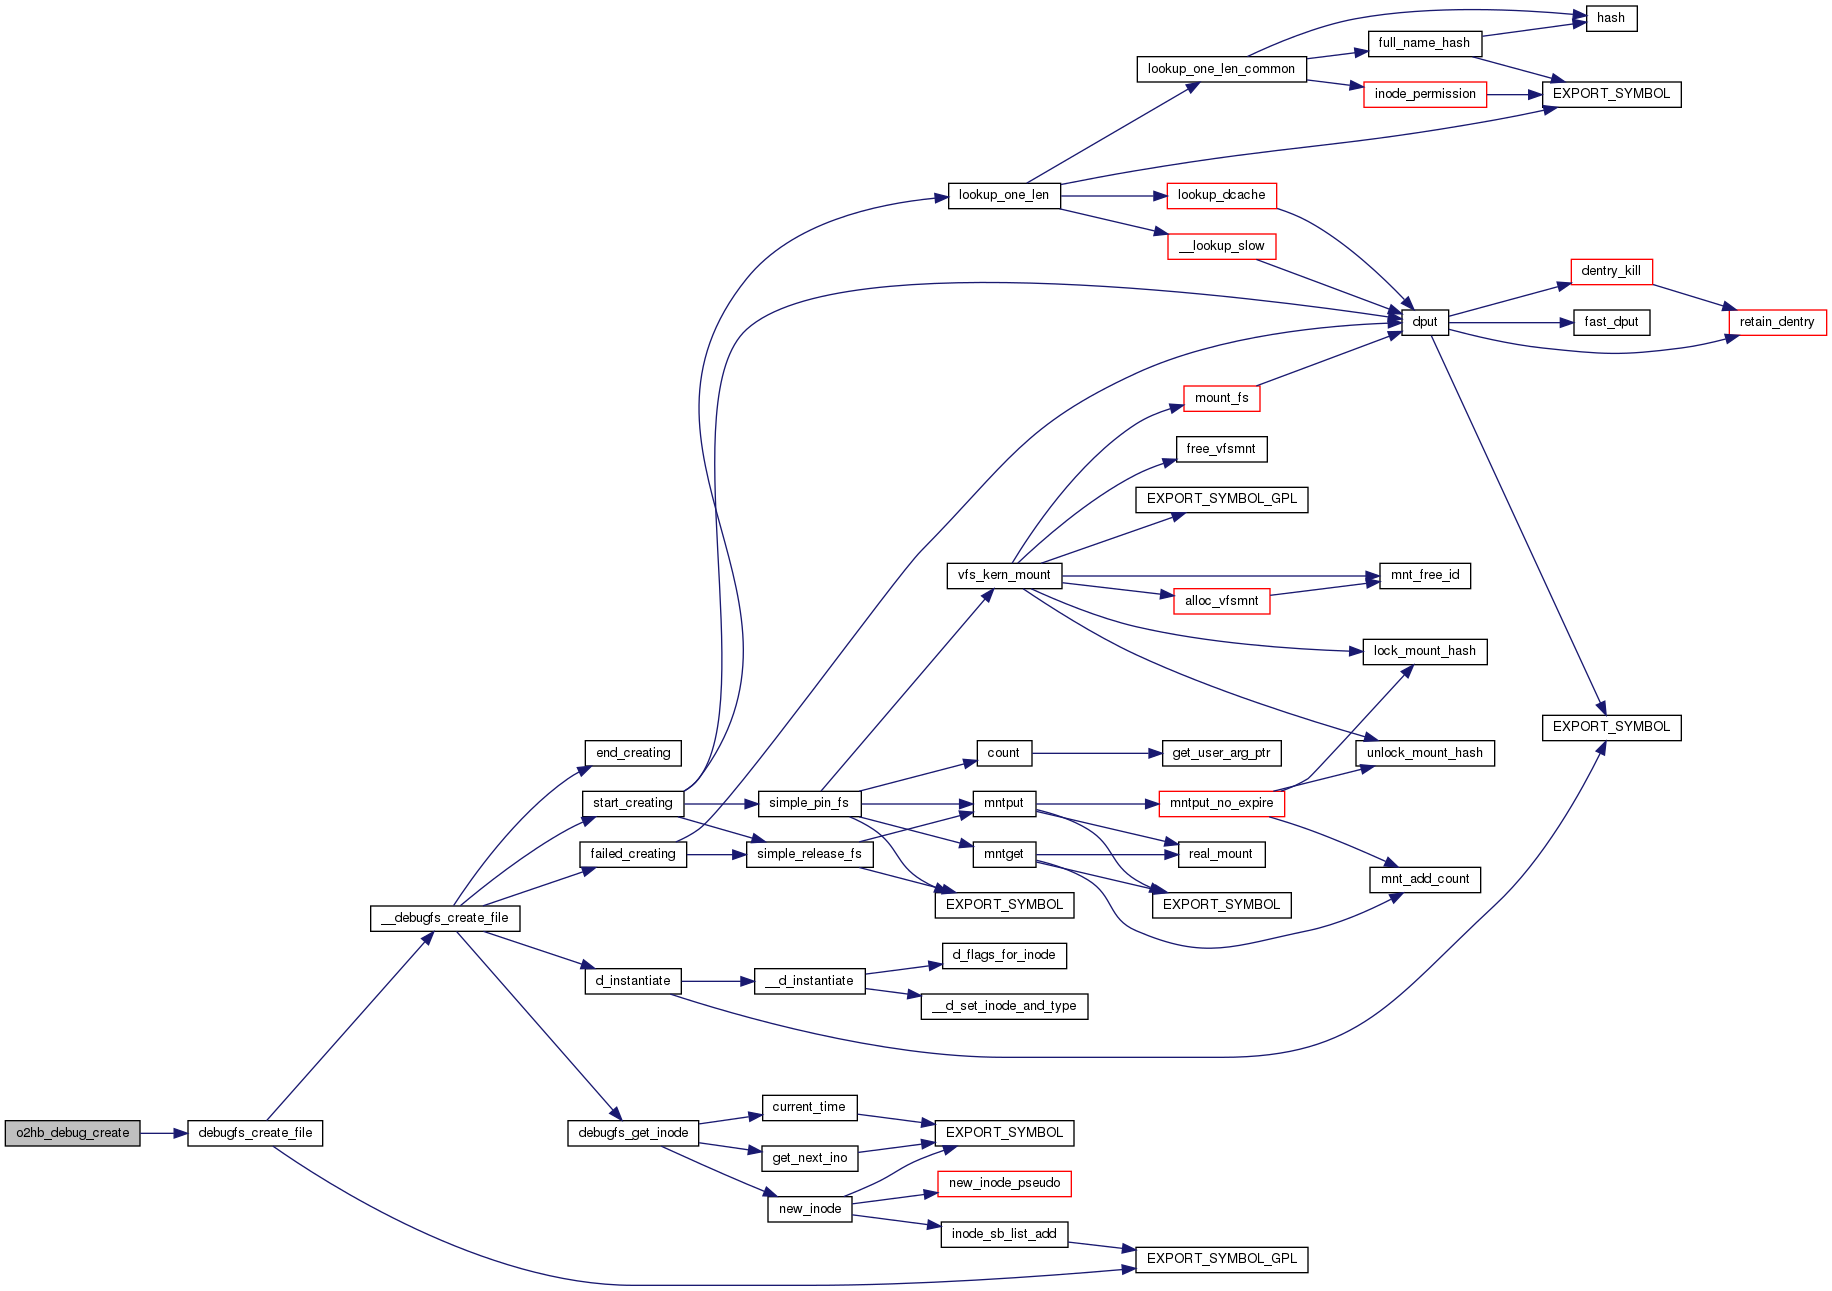 hash
full_name_hash
lookup_one_len_common
inode_permission
EXPORT_SYMBOL
lookup_one_len
lookup_dcache
__lookup_slow
dentry_kill
dput
fast_dput
retain_dentry
mount_fs
free_vfsmnt
EXPORT_SYMBOL_GPL
vfs_kern_mount
mnt_free_id
alloc_vfsmnt
lock_mount_hash
EXPORT_SYMBOL
end_creating
count
get_user_arg_ptr
unlock_mount_hash
start_creating
simple_pin_fs
mntput
mntput_no_expire
failed_creating
simple_release_fs
mntget
real_mount
mnt_add_count
EXPORT_SYMBOL
EXPORT_SYMBOL
__debugfs_create_file
d_flags_for_inode
d_instantiate
__d_instantiate
__d_set_inode_and_type
current_time
o2hb_debug_create
debugfs_create_file
debugfs_get_inode
EXPORT_SYMBOL
get_next_ino
new_inode_pseudo
new_inode
inode_sb_list_add
EXPORT_SYMBOL_GPL